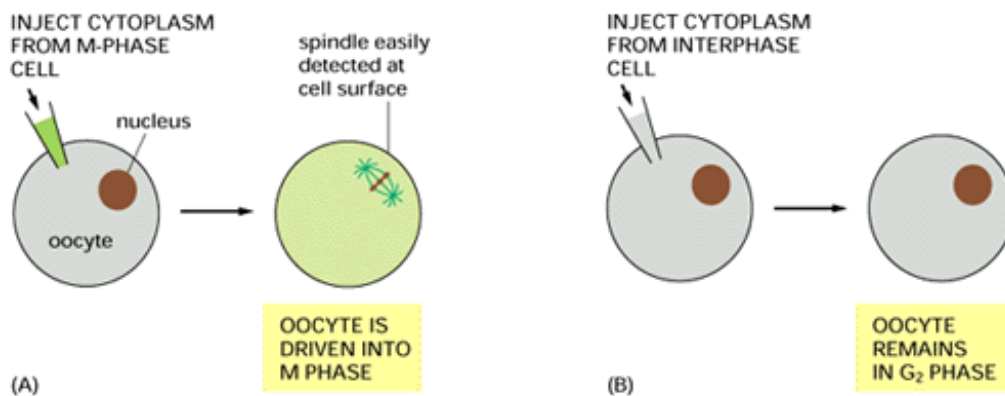 INJECT CYTOPLASM
FROM M-PHASE
CELL
nucleus
oocyte
spindle easily
detected at
cell surface
OOCYTE IS
DRIVEN INTO
M PHASE
(A)
INJECT CYTOPLASM
FROM INTERPHASE
CELL
OOCYTE
REMAINS
IN G₂ PHASE
(B)